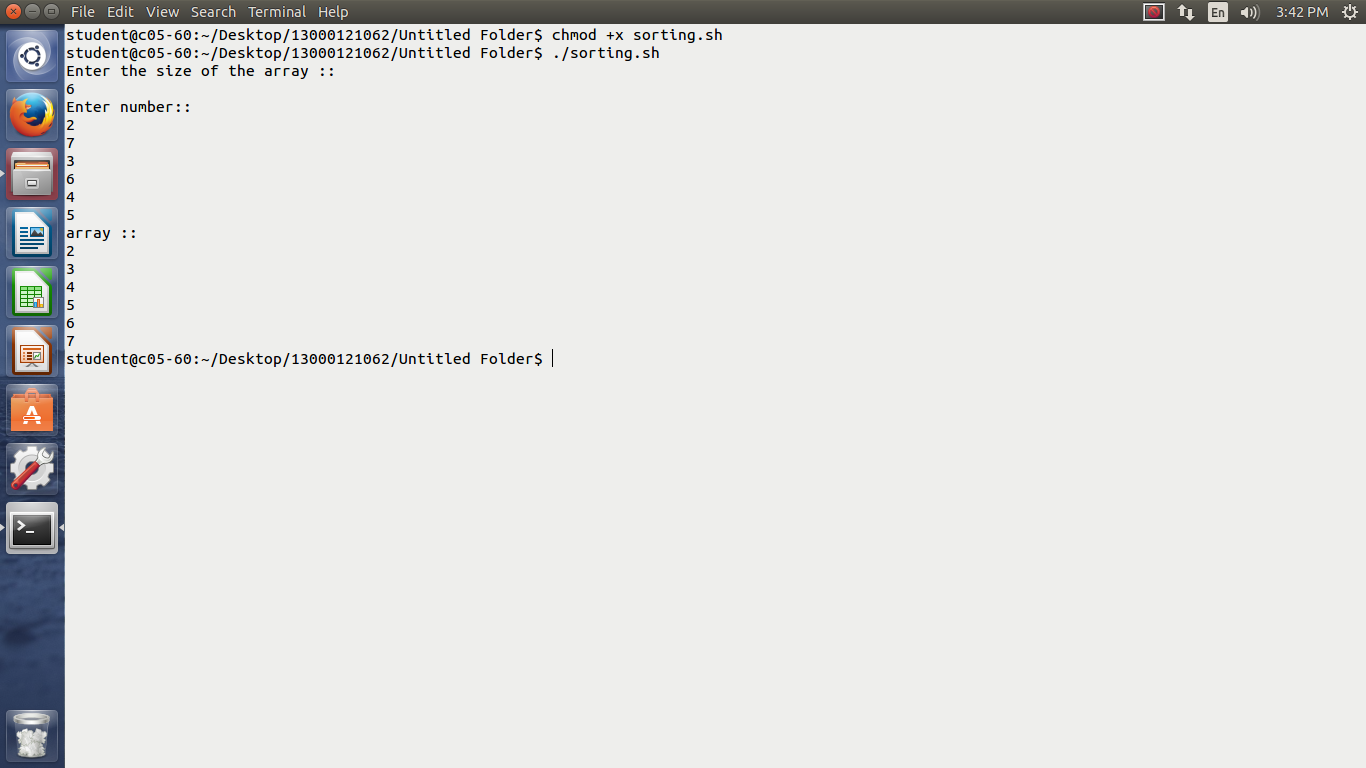 File Edit View Search Terminal Help En 3:42 PM
student@c05-60:~/Desktop/13000121062/Untitled Folder$ chmod +x sorting.sh
student@c05-60:~/Desktop/13000121062/Untitled Folder$ ./sorting.sh
Enter the size of the array ::
6
Enter number::
2
7
3
6
4
5
array ::
2
3
4
5
6
7
student@c05-60:~/Desktop/13000121062/Untitled Folder$